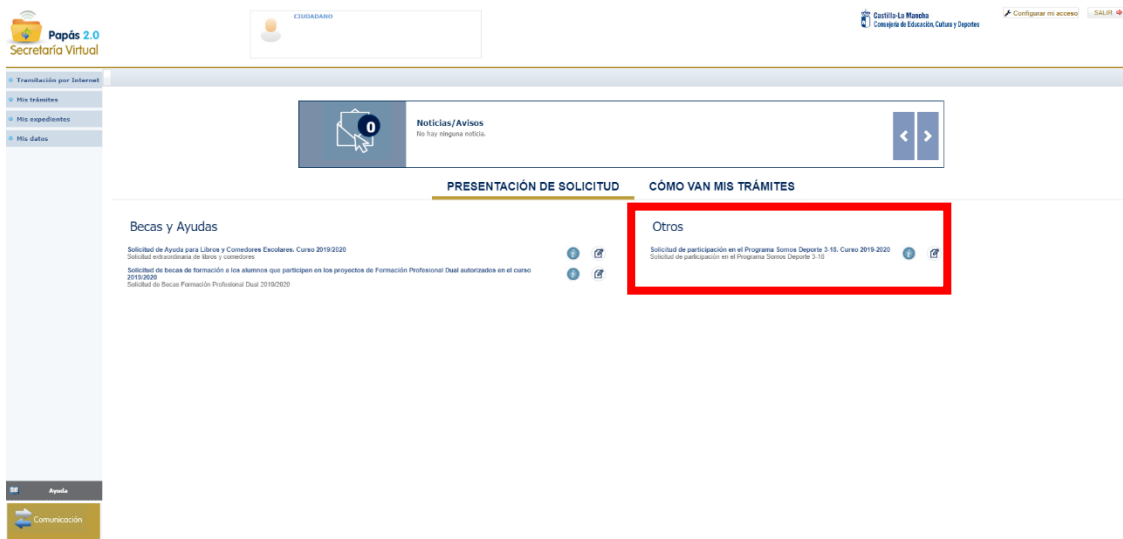 Papás 2.0
Secretaría Virtual
CIUDADANO
Castilla-La Mancha
Consejería de Educación, Cultura y Deportes
Configurar mi acceso
SALIR
Tramitación por Internet
Mis trámites
Mis expedientes
Mis datos
0
Noticias/Avisos
No hay ninguna noticia.
PRESENTACIÓN DE SOLICITUD
CÓMO VAN MIS TRÁMITES
Becas y Ayudas
Solicitud de Ayuda para Libros y Comedores Escolares. Curso 2019/2020
Solicitud extraordinaria de libros y comedores
Solicitud de becas de formación a los alumnos que participen en los proyectos de Formación Profesional Dual autorizados en el curso
2019/2020
Solicitud de Becas Formación Profesional Dual 2019/2020
Otros
Solicitud de participación en el Programa Somos Deporte 3-18. Curso 2019-2020
Solicitud de participación en el Programa Somos Deporte 3-18
Ayuda
Comunicación